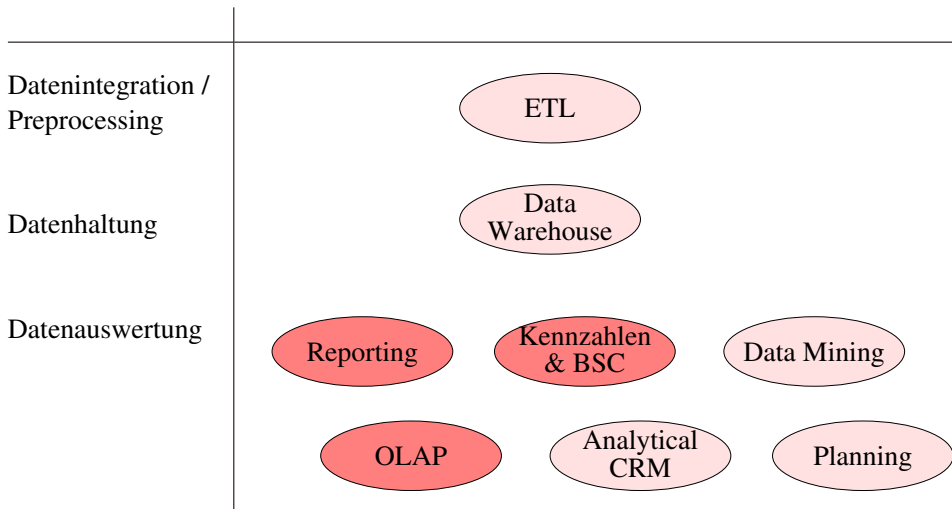 Datenintegration /
Preprocessing
ETL
Datenhaltung
Data
Warehouse
Datenauswertung
Reporting
Kennzahlen
& BSC
Data Mining
OLAP
Analytical
CRM
Planning